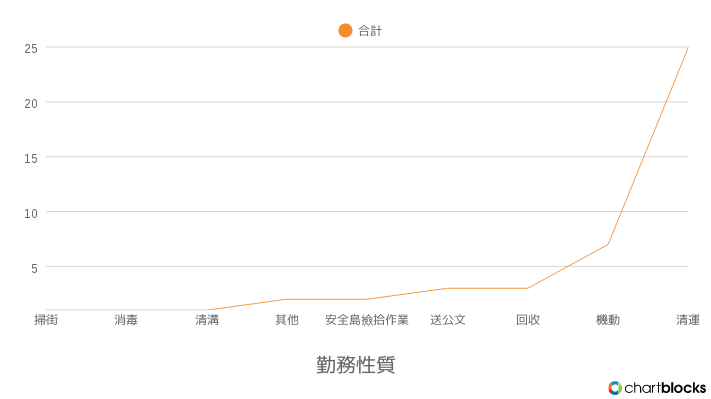 合計
25
20
15
10
5
掃街 消毒 清溝 其他 安全島撿拾作業 送公文 回收 機動 清運
勤務性質
chartblocks